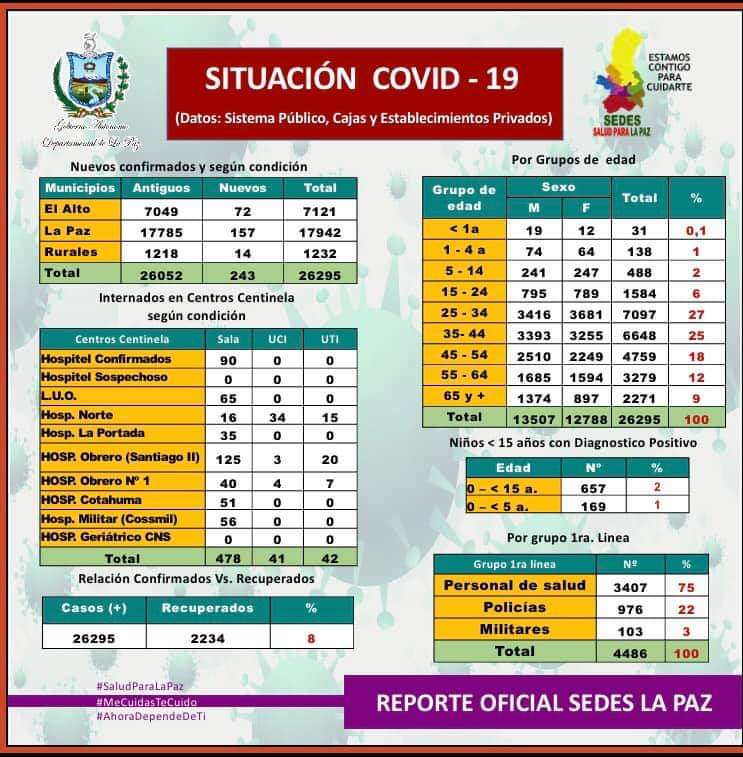 Gobierno Autónomo
Departamental de La Paz
SITUACIÓN COVID - 19
(Datos: Sistema Público, Cajas y Establecimientos Privados)
ESTAMOS
CONTIGO
PARA
CUIDARTE
SEDES
SALUD PARA LA PAZ
Nuevos confirmados y según condición
Municipios Antiguos Nuevos Total
El Alto 7049 72 7121
La Paz 17785 157 17942
Rurales 1218 14 1232
Total 26052 243 26295
Internados en Centros Centinela
según condición
Centros Centinela Sala UCI UTI
Hospitel Confirmados 90 0 0
Hospitel Sospechoso 0 0 0
L.U.O. 65 0 0
Hosp. Norte 16 34 15
Hosp. La Portada 35 0 0
HOSP. Obrero (Santiago II) 125 3 20
HOSP. Obrero Nº 1 40 4 7
HOSP. Cotahuma 51 0 0
Hosp. Militar (Cossmil) 56 0 0
HOSP. Geriátrico CNS 0 0 0
Total 478 41 42
Relación Confirmados Vs. Recuperados
Casos (+) Recuperados %
26295 2234 8
Por Grupos de edad
Grupo de edad Sexo Total %
M F
< 1a 19 12 31 0,1
1 - 4 a 74 64 138 1
5 - 14 241 247 488 2
15 - 24 795 789 1584 6
25 - 34 3416 3681 7097 27
35- 44 3393 3255 6648 25
45 - 54 2510 2249 4759 18
55 - 64 1685 1594 3279 12
65 y + 1374 897 2271 9
Total 13507 12788 26295 100
Niños < 15 años con Diagnostico Positivo
Edad Nº %
0 – < 15 a. 657 2
0 – < 5 a. 169 1
Por grupo 1ra. Linea
Grupo 1ra línea Nº %
Personal de salud 3407 75
Policías 976 22
Militares 103 3
Total 4486 100
#SaludParaLaPaz
#MeCuidasTeCuido
#AhoraDependeDeTi
REPORTE OFICIAL SEDES LA PAZ